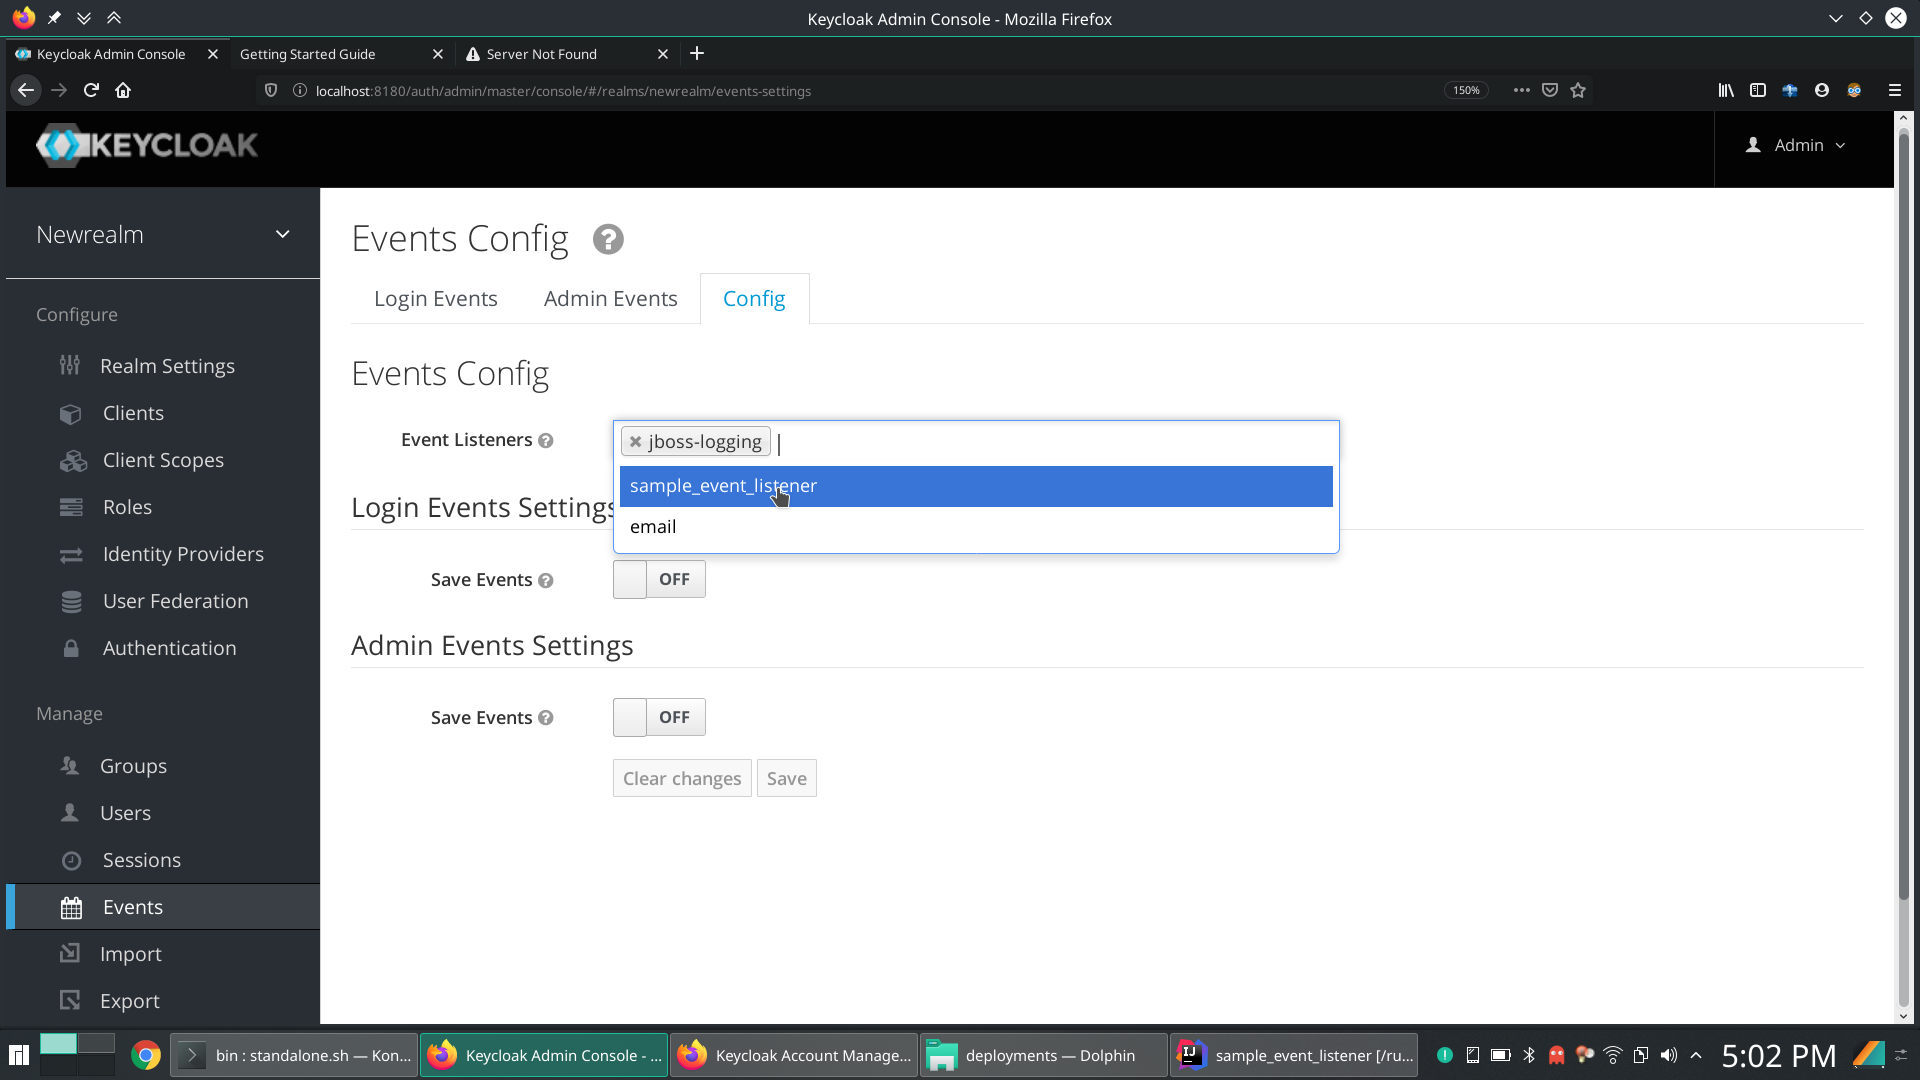 Keycloak Admin Console - Mozilla Firefox
Keycloak Admin Console
Getting Started Guide
Server Not Found
localhost:8180/auth/admin/master/console/#/realms/newrealm/events-settings
150%
KEYCLOAK
Admin
Newrealm
Configure
Realm Settings
Clients
Client Scopes
Roles
Identity Providers
User Federation
Authentication
Manage
Groups
Users
Sessions
Events
Import
Export
Events Config
Login Events
Admin Events
Config
Events Config
Event Listeners
jboss-logging
sample_event_listener
email
Login Events Settings
Save Events
OFF
Admin Events Settings
Save Events
OFF
Clear changes
Save
bin : standalone.sh — Kon...
Keycloak Admin Console - ...
Keycloak Account Manage...
deployments — Dolphin
IJ
sample_event_listener [/ru...
5:02 PM